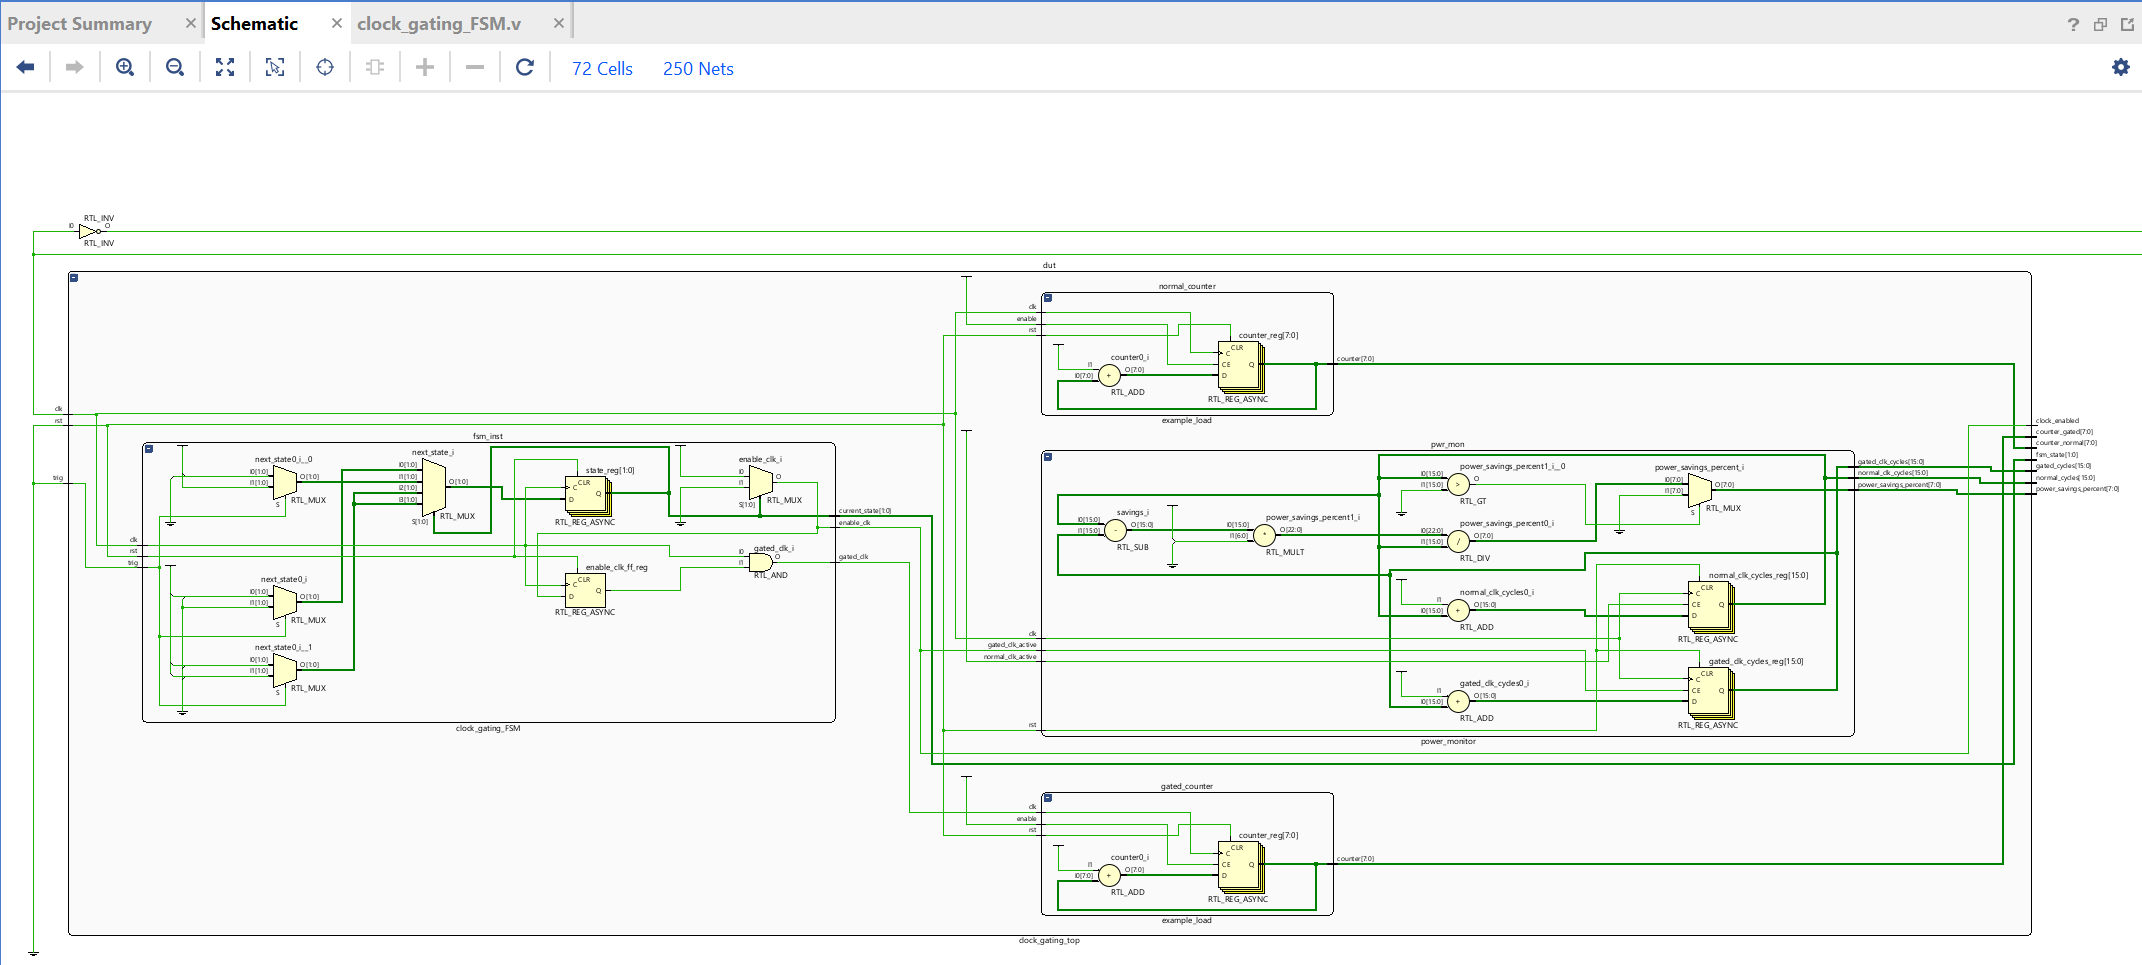 Project Summary
Schematic
clock_gating_FSM.v
?
72 Cells
250 Nets
RTL_INV
I0
O
RTL_INV
dut
clk
rst
trig
fsm_inst
next_state0_i__0
I0[1:0]
I1[1:0]
O[1:0]
S
RTL_MUX
next_state_i
I0[1:0]
I1[1:0]
I2[1:0]
I3[1:0]
O[1:0]
S[1:0]
RTL_MUX
state_reg[1:0]
CLR
C
D
Q
RTL_REG_ASYNC
enable_clk_i
I0
I1
O
S[1:0]
RTL_MUX
current_state[1:0]
enable_clk
gated_clk
clk
rst
trig
gated_clk_i
I0
I1
O
RTL_AND
enable_clk_ff_reg
CLR
C
D
Q
RTL_REG_ASYNC
next_state0_i
I0[1:0]
I1[1:0]
O[1:0]
S
RTL_MUX
next_state0_i__1
I0[1:0]
I1[1:0]
O[1:0]
S
RTL_MUX
clock_gating_FSM
normal_counter
clk
enable
rst
counter0_i
I1
I0[7:0]
+
O[7:0]
RTL_ADD
counter_reg[7:0]
CLR
C
CE
D
Q
RTL_REG_ASYNC
counter[7:0]
example_load
pwr_mon
savings_i
I0[15:0]
I1[15:0]
-
O[15:0]
RTL_SUB
power_savings_percent1_i
I0[15:0]
I1[6:0]
*
O[22:0]
RTL_MULT
power_savings_percent1_i__0
I0[15:0]
I1[15:0]
>
O
RTL_GT
power_savings_percent0_i
I0[22:0]
I1[15:0]
/
O[7:0]
RTL_DIV
power_savings_percent_i
I0[7:0]
I1[7:0]
O[7:0]
S
RTL_MUX
normal_clk_cycles0_i
I1
I0[15:0]
+
O[15:0]
RTL_ADD
normal_clk_cycles_reg[15:0]
CLR
C
CE
D
Q
RTL_REG_ASYNC
clk
gated_clk_active
normal_clk_active
rst
gated_clk_cycles0_i
I1
I0[15:0]
+
O[15:0]
RTL_ADD
gated_clk_cycles_reg[15:0]
CLR
C
CE
D
Q
RTL_REG_ASYNC
gated_clk_cycles[15:0]
normal_clk_cycles[15:0]
power_savings_percent[7:0]
power_monitor
clock_enabled
counter_gated[7:0]
counter_normal[7:0]
fsm_state[1:0]
gated_cycles[15:0]
normal_cycles[15:0]
power_savings_percent[7:0]
gated_counter
clk
enable
rst
counter0_i
I1
I0[7:0]
+
O[7:0]
RTL_ADD
counter_reg[7:0]
CLR
C
CE
D
Q
RTL_REG_ASYNC
counter[7:0]
example_load
clock_gating_top